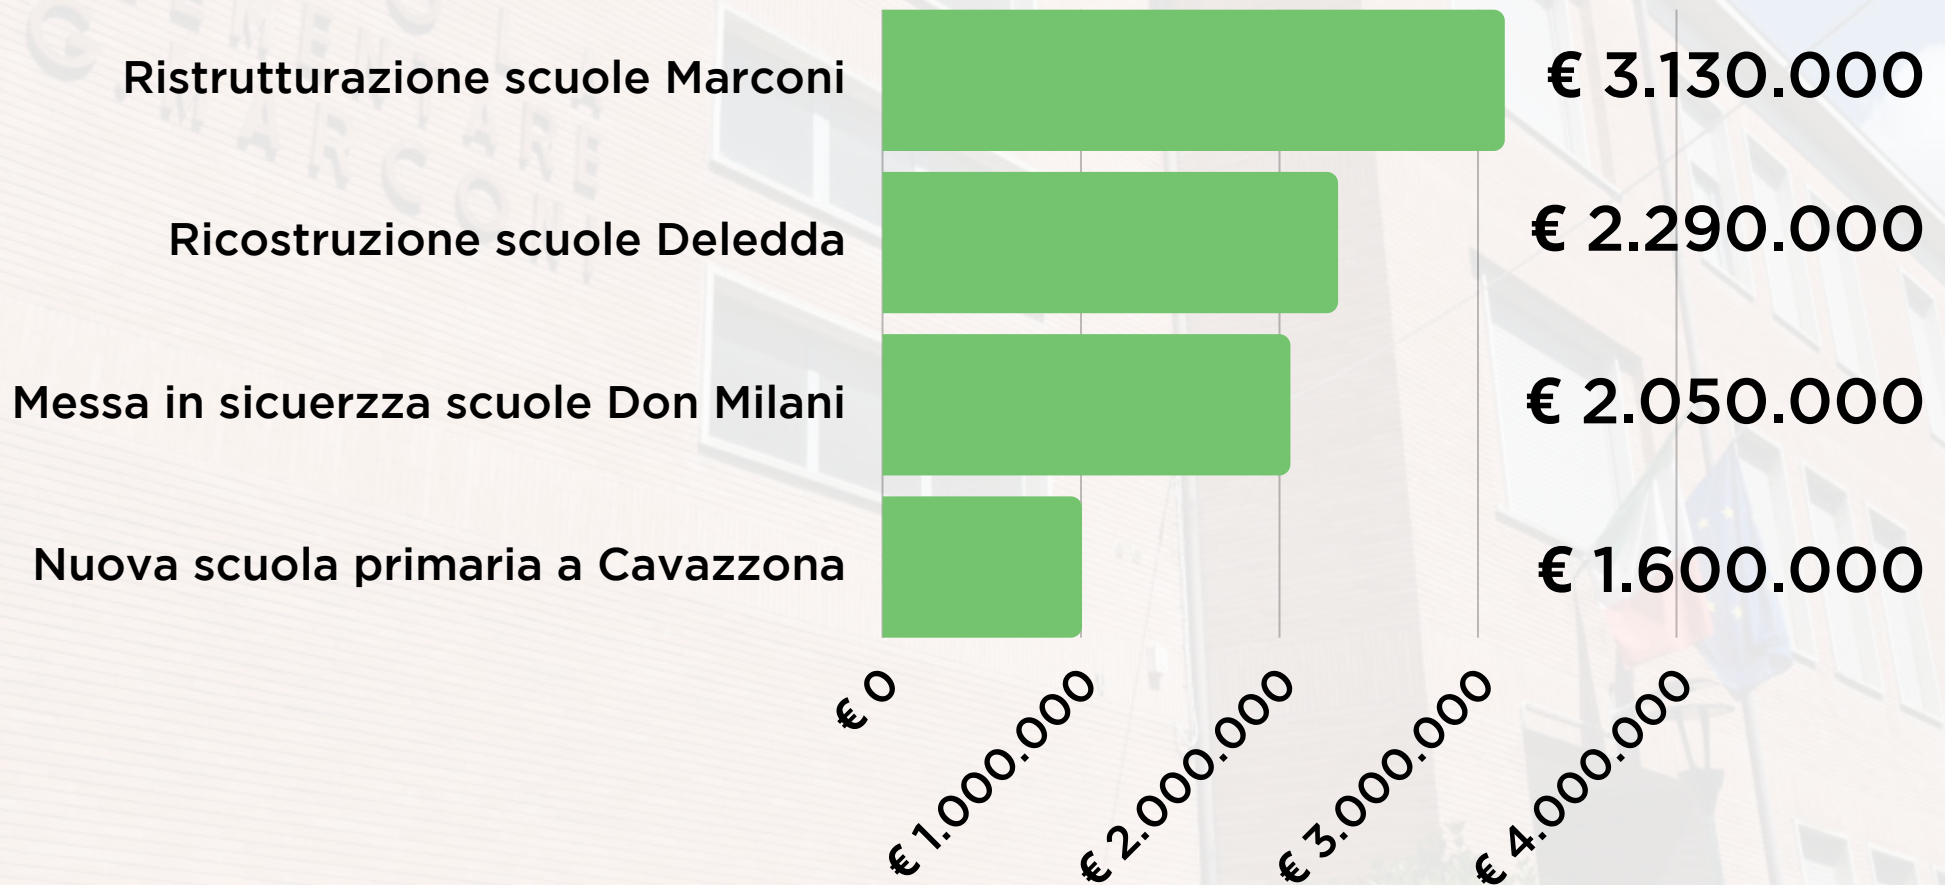 Ristrutturazione scuole Marconi € 3.130.000
Ricostruzione scuole Deledda € 2.290.000
Messa in sicuerzza scuole Don Milani € 2.050.000
Nuova scuola primaria a Cavazzona € 1.600.000
€ 0
€ 1.000.000
€ 2.000.000
€ 3.000.000
€ 4.000.000